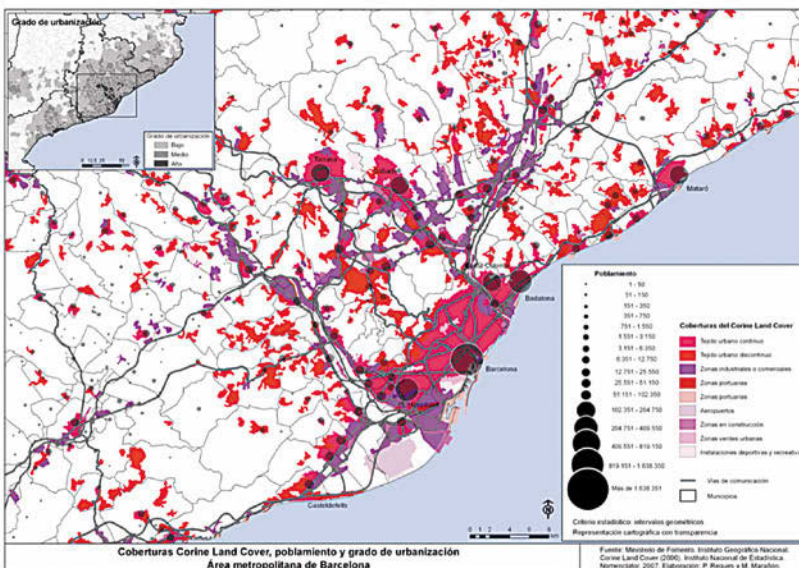 Grado de urbanización
Grado de urbanización
Bajo
Medio
Alto
Mataró
Badalona
Barcelona
Castelldefels
Poblamiento
1 - 50
51 - 150
151 - 350
351 - 750
751 - 1.550
1.551 - 3.150
3.151 - 6.350
6.351 - 12.750
12.751 - 25.550
25.551 - 51.150
51.151 - 102.350
102.351 - 204.750
204.751 - 409.550
409.551 - 819.150
819.151 - 1.638.350
Más de 1.638.351
Coberturas del Corine Land Cover
Tejido urbano continuo
Tejido urbano discontinuo
Zonas industriales o comerciales
Zonas portuarias
Zonas portuarias
Aeropuertos
Zonas en construcción
Zonas verdes urbanas
Instalaciones deportivas y recreativas
Vías de comunicación
Municipios
Criterio estadístico: intervalos geométricos
Representación cartográfica con transparencia
Coberturas Corine Land Cover, poblamiento y grado de urbanización
Área metropolitana de Barcelona
Fuente: Ministerio de Fomento. Instituto Geográfico Nacional.
Corine Land Cover (2006). Instituto Nacional de Estadística.
Nomenclátor, 2007. Elaboración: P. Reques y M. Marañón.